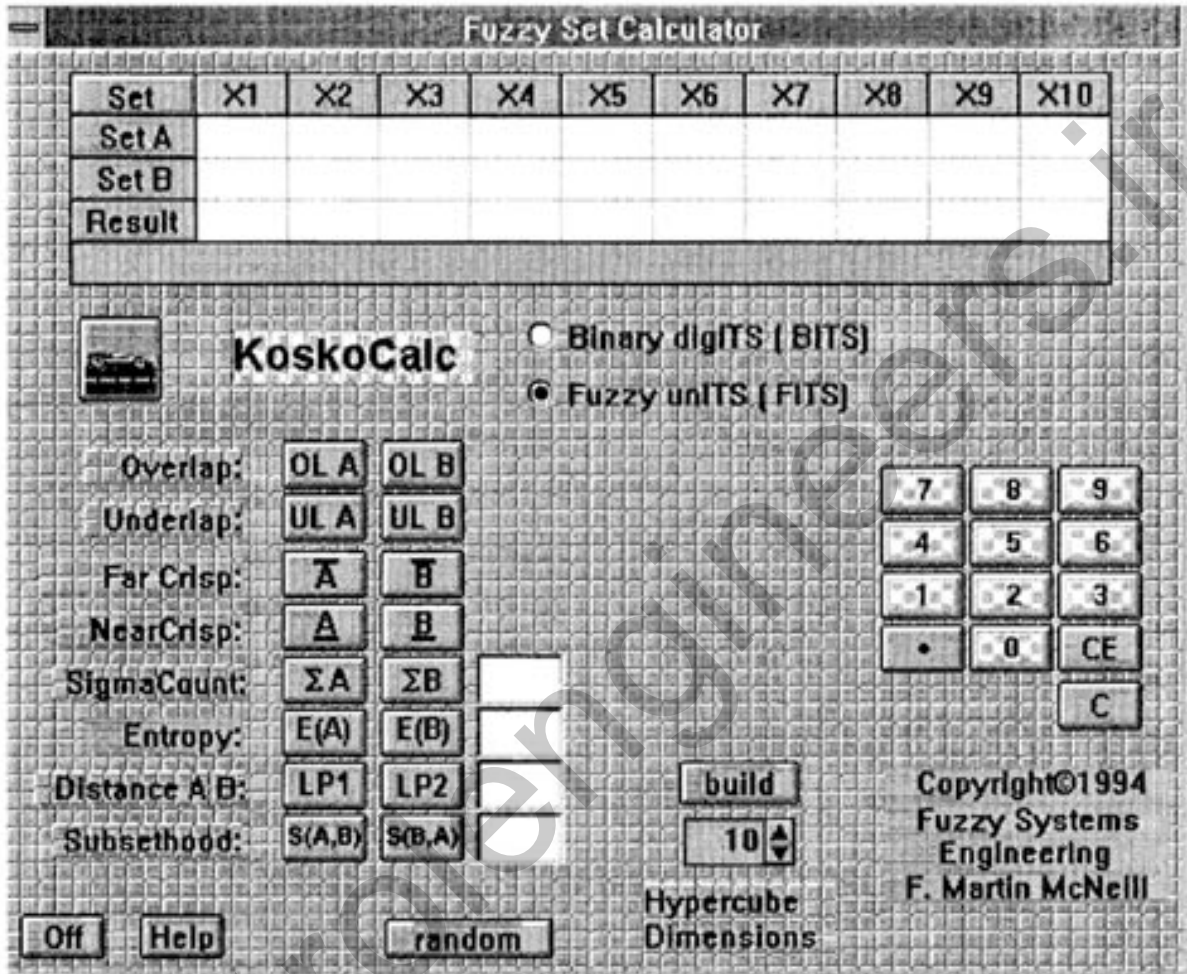 Fuzzy Set Calculator
Set X1 X2 X3 X4 X5 X6 X7 X8 X9 X10
Set A
Set B
Result
KoskoCalc
Binary digITS ( BITS)
Fuzzy unITS ( FITS)
Overlap: OL A OL B
Underlap: UL A UL B
Far Crisp: A̅ B̅
NearCrisp: A̲ B̲
SigmaCount: ΣA ΣB
Entropy: E(A) E(B)
Distance A B: LP1 LP2
Subsethood: S(A,B) S(B,A)
7 8 9
4 5 6
1 2 3
. 0 CE
C
build
10
Hypercube
Dimensions
Copyright©1994
Fuzzy Systems
Engineering
F. Martin McNeill
Off Help random
engineers.ir